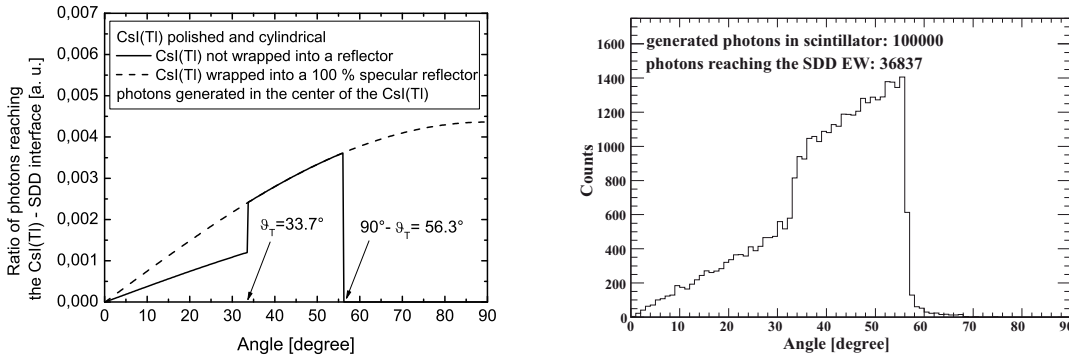 0,007
0,006
0,005
0,004
0,003
0,002
0,001
0,000
Ratio of photons reaching
the CsI(Tl) - SDD interface [a. u.]
CsI(Tl) polished and cylindrical
CsI(Tl) not wrapped into a reflector
CsI(Tl) wrapped into a 100 % specular reflector
photons generated in the center of the CsI(Tl)
ϑT=33.7°
90°- ϑT= 56.3°
0 10 20 30 40 50 60 70 80 90
Angle [degree]
generated photons in scintillator: 100000
photons reaching the SDD EW: 36837
1600
1400
1200
1000
800
600
400
200
0
Counts
0 10 20 30 40 50 60 70 80 90
Angle [degree]